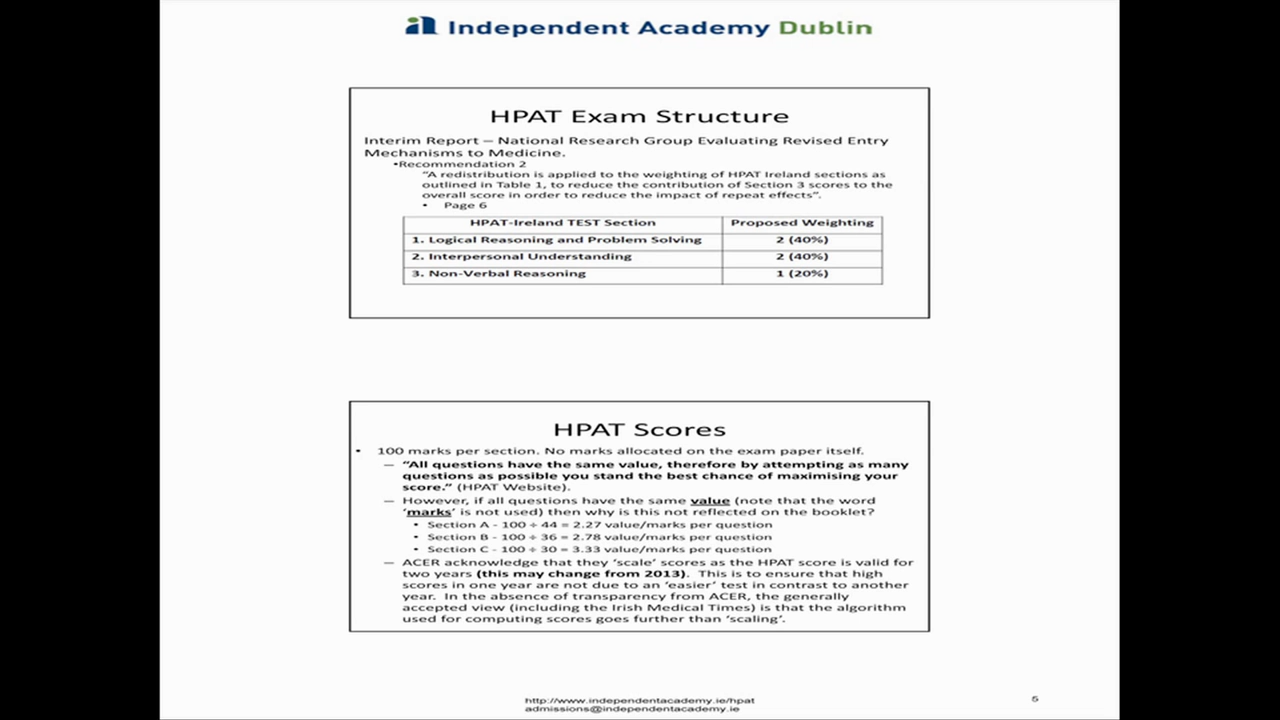 Independent Academy Dublin
HPAT Exam Structure
Interim Report – National Research Group Evaluating Revised Entry
Mechanisms to Medicine.
•Recommendation 2
“A redistribution is applied to the weighting of HPAT Ireland sections as
outlined in Table 1, to reduce the contribution of Section 3 scores to the
overall score in order to reduce the impact of repeat effects”.
• Page 6
HPAT-Ireland TEST Section Proposed Weighting
1. Logical Reasoning and Problem Solving 2 (40%)
2. Interpersonal Understanding 2 (40%)
3. Non-Verbal Reasoning 1 (20%)
HPAT Scores
• 100 marks per section. No marks allocated on the exam paper itself.
– “All questions have the same value, therefore by attempting as many
questions as possible you stand the best chance of maximising your
score.” (HPAT Website).
– However, if all questions have the same value (note that the word
‘marks’ is not used) then why is this not reflected on the booklet?
• Section A - 100 ÷ 44 = 2.27 value/marks per question
• Section B - 100 ÷ 36 = 2.78 value/marks per question
• Section C - 100 ÷ 30 = 3.33 value/marks per question
– ACER acknowledge that they ‘scale’ scores as the HPAT score is valid for
two years (this may change from 2013). This is to ensure that high
scores in one year are not due to an ‘easier’ test in contrast to another
year. In the absence of transparency from ACER, the generally
accepted view (including the Irish Medical Times) is that the algorithm
used for computing scores goes further than ‘scaling’.
http://www.independentacademy.ie/hpat
admissions@independentacademy.ie
5